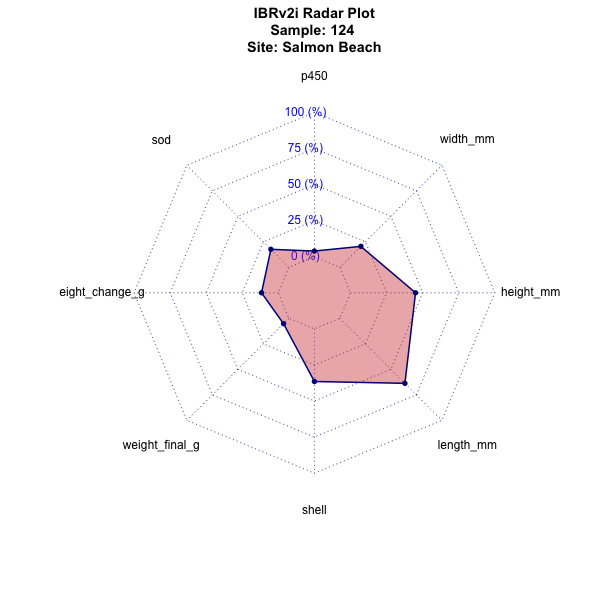 IBRv2i Radar Plot
Sample: 124
Site: Salmon Beach
p450
100 (%)
sod
width_mm
75 (%)
50 (%)
25 (%)
0 (%)
eight_change_g
height_mm
weight_final_g
length_mm
shell